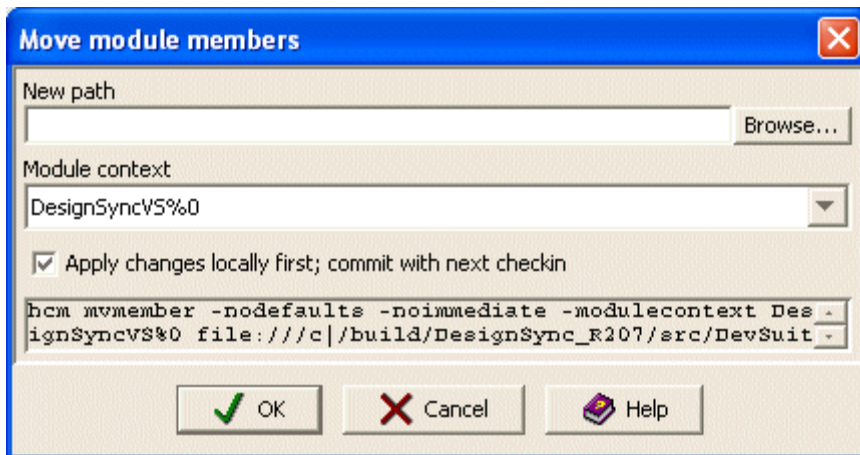 Move module members
New path
Browse...
Module context
DesignSyncVS%0
Apply changes locally first; commit with next checkin
hcm mvmember -nodefaults -noimmediate -modulecontext Des
ignSyncVS%0 file:///c|/build/DesignSync_R207/src/DevSuit
OK Cancel Help